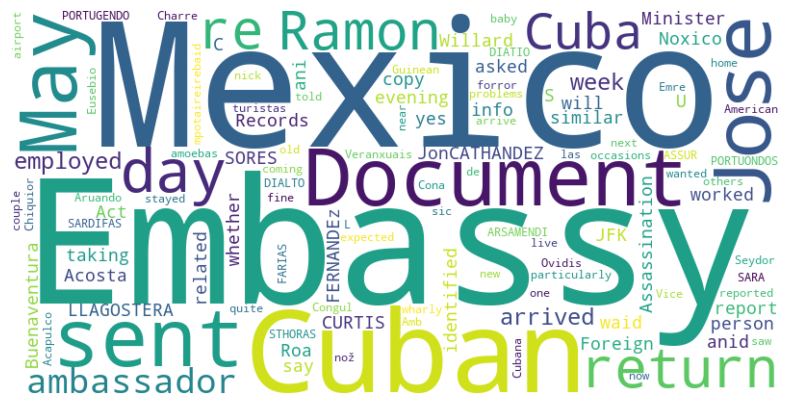 airport
PORTUGENDO
Charre
May
Mexico
re
Ramon
Cuba
Minister
Jose
Eusebio
C
ani
Willard
Noxico
baby
DIATIO
Emre
home
nick
Guinean
asked
week
mpotaireirebaid
turistas
told
forror
problems
copy
evening
info
S
will
U
American
Records
near
yes
arrive
similar
next
old
employed
day
amoebas
SORES
Veranxuais
JonCATHANDEZ
las
occasions
ASSUR
PORTUONDOS
others
coming
DIALTO
Document
de
wanted
worked
couple
Chiquior
Aruando
stayed
fine
Cona
sic
Act
whether
SARDIFAS
L
ARSAMENDI
live
Ovidis
JFK
Seydor
taking
related
FERNANDEz
expected
new
particularly
SARA
Embassy
Buenaventura
Acosta
FARIAS
one
Assassination
Vice
reported
LLAGOSTERA
quite
Congul
wharly
identified
arrived
waid
report
person
Acapulco
sent
STHORAS
CURTIS
Amb
Cuban
Roa
Cubana
Foreign
anid
saw
ambassador
say
nož
return
now